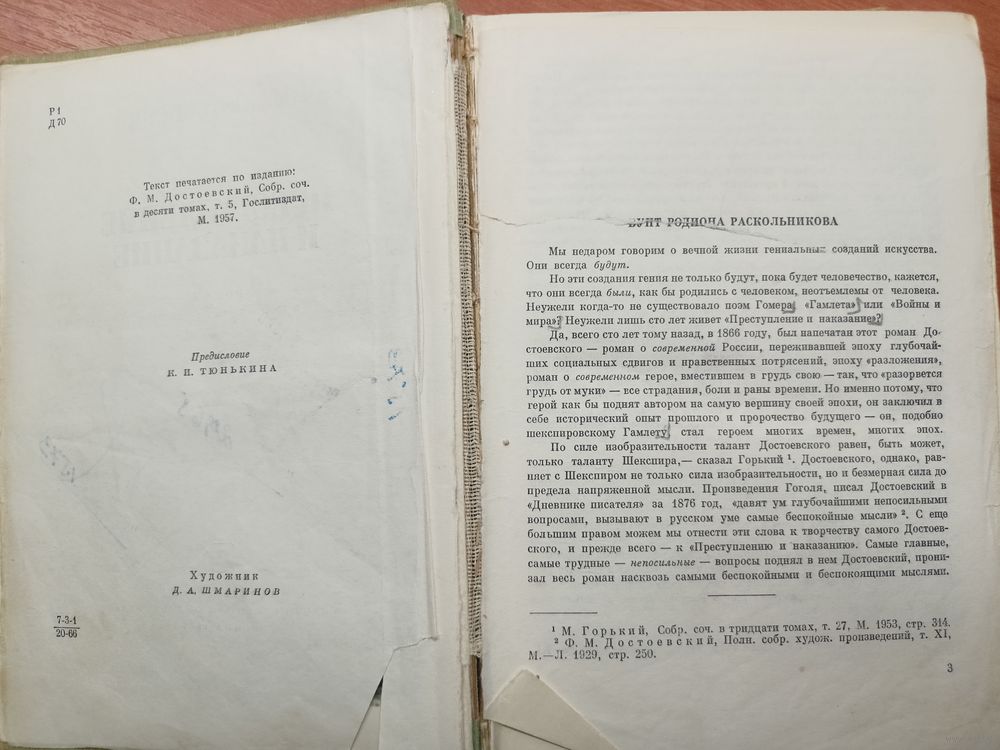 Р1
Д70
Текст печатается по изданию:
Ф. М. Достоевский, Собр. соч.
в десяти томах, т. 5, Гослитиздат,
М. 1957.
Предисловие
К. И. ТЮНЬКИНА
Художник
Д. А. ШМАРИНОВ
7-3-1
20-66
БУНТ РОДИОНА РАСКОЛЬНИКОВА
Мы недаром говорим о вечной жизни гениальных созданий искусства.
Они всегда будут.
Но эти создания гения не только будут, пока будет человечество, кажется,
что они всегда были, как бы родились с человеком, неотъемлемы от человека.
Неужели когда-то не существовало поэм Гомера, «Гамлета» или «Войны и
мира»? Неужели лишь сто лет живет «Преступление и наказание»?
Да, всего сто лет тому назад, в 1866 году, был напечатан этот роман До-
стоевского — роман о современной России, переживавшей эпоху глубочай-
ших социальных сдвигов и нравственных потрясений, эпоху «разложения»,
роман о современном герое, вместившем в грудь свою — так, что «разорвется
грудь от муки» — все страдания, боли и раны времени. Но именно потому, что
герой как бы поднят автором на самую вершину своей эпохи, он заключил в
себе исторический опыт прошлого и пророчество будущего — он, подобно
шекспировскому Гамлету, стал героем многих времен, многих эпох.
По силе изобразительности талант Достоевского равен, быть может,
только таланту Шекспира,— сказал Горький ¹. Достоевского, однако, рав-
няет с Шекспиром не только сила изобразительности, но и безмерная сила до
предела напряженной мысли. Произведения Гоголя, писал Достоевский в
«Дневнике писателя» за 1876 год, «давят ум глубочайшими непосильными
вопросами, вызывают в русском уме самые беспокойные мысли» ². С еще
большим правом можем мы отнести эти слова к творчеству самого Достоев-
ского, и прежде всего — к «Преступлению и наказанию». Самые главные,
самые трудные — непосильные — вопросы поднял в нем Достоевский, прони-
зал весь роман насквозь самыми беспокойными и беспокоящими мыслями.
¹ М. Горький, Собр. соч. в тридцати томах, т. 27, М. 1953, стр. 314.
² Ф. М. Достоевский, Полн. собр. худож. произведений, т. XI,
М.—Л. 1929, стр. 250.
3